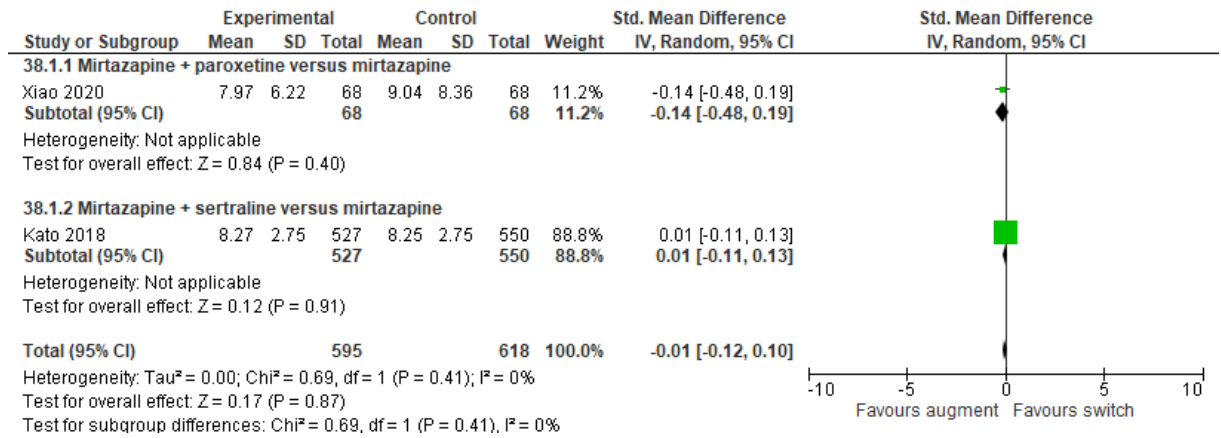 Experimental Control Std. Mean Difference Std. Mean Difference
Study or Subgroup Mean SD Total Mean SD Total Weight IV, Random, 95% CI IV, Random, 95% CI
38.1.1 Mirtazapine + paroxetine versus mirtazapine
Xiao 2020 7.97 6.22 68 9.04 8.36 68 11.2% -0.14 [-0.48, 0.19]
Subtotal (95% CI) 68 68 11.2% -0.14 [-0.48, 0.19]
Heterogeneity: Not applicable
Test for overall effect: Z = 0.84 (P = 0.40)
38.1.2 Mirtazapine + sertraline versus mirtazapine
Kato 2018 8.27 2.75 527 8.25 2.75 550 88.8% 0.01 [-0.11, 0.13]
Subtotal (95% CI) 527 550 88.8% 0.01 [-0.11, 0.13]
Heterogeneity: Not applicable
Test for overall effect: Z = 0.12 (P = 0.91)
Total (95% CI) 595 618 100.0% -0.01 [-0.12, 0.10]
Heterogeneity: Tau² = 0.00; Chi² = 0.69, df = 1 (P = 0.41); I² = 0%
Test for overall effect: Z = 0.17 (P = 0.87)
Test for subgroup differences: Chi² = 0.69, df = 1 (P = 0.41), I² = 0%
-10 -5 0 5 10
Favours augment Favours switch